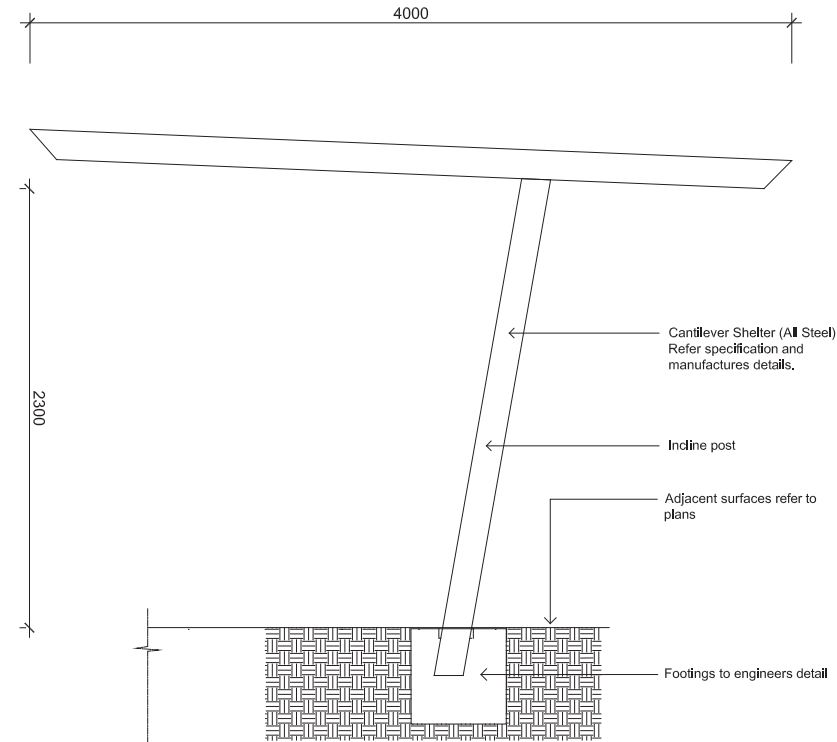 4000
2300
Cantilever Shelter (All Steel)
Refer specification and
manufactures details.
Incline post
Adjacent surfaces refer to
plans
Footings to engineers detail